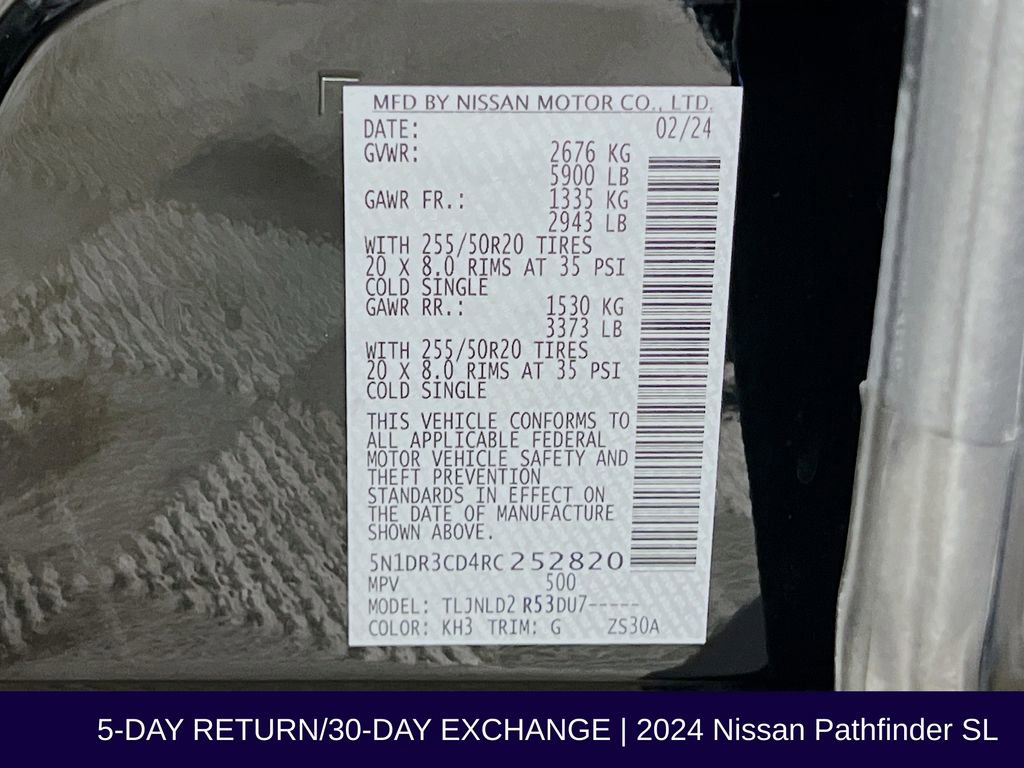 MFD BY NISSAN MOTOR CO., LTD.
DATE: 02/24
GVWR: 2676 KG
5900 LB
GAWR FR.: 1335 KG
2943 LB
WITH 255/50R20 TIRES
20 X 8.0 RIMS AT 35 PSI
COLD SINGLE
GAWR RR.: 1530 KG
3373 LB
WITH 255/50R20 TIRES
20 X 8.0 RIMS AT 35 PSI
COLD SINGLE
THIS VEHICLE CONFORMS TO
ALL APPLICABLE FEDERAL
MOTOR VEHICLE SAFETY AND
THEFT PREVENTION
STANDARDS IN EFFECT ON
THE DATE OF MANUFACTURE
SHOWN ABOVE.
5N1DR3CD4RC252820
MPV 500
MODEL: TLJNLD2 R53DU7-----
COLOR: KH3 TRIM: G ZS30A
5-DAY RETURN/30-DAY EXCHANGE | 2024 Nissan Pathfinder SL